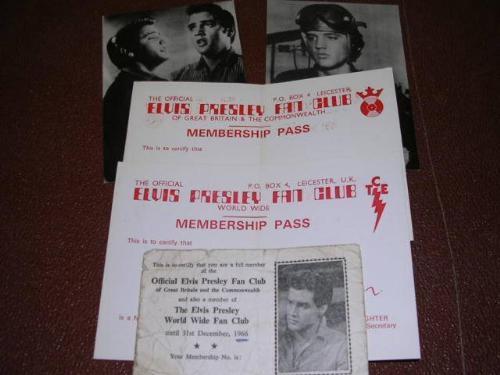 THE OFFICIAL P.O. BOX 4, LEICESTER,
ELVIS PRESLEY FAN CLUB
OF GREAT BRITAIN & THE COMMONWEALTH
MEMBERSHIP PASS
This is to certify that
THE OFFICIAL P.O. BOX 4, LEICESTER, U.K.
ELVIS PRESLEY FAN CLUB
WORLD WIDE
MEMBERSHIP PASS
This is to certify that
TCE
is a
GHTER
Secretary
This is to certify that you are a full member
of the
Official Elvis Presley Fan Club
of Great Britain and the Commonwealth
and also a member of
The Elvis Presley
World Wide Fan Club
until 31st December, 1966
Your Membership No. is: